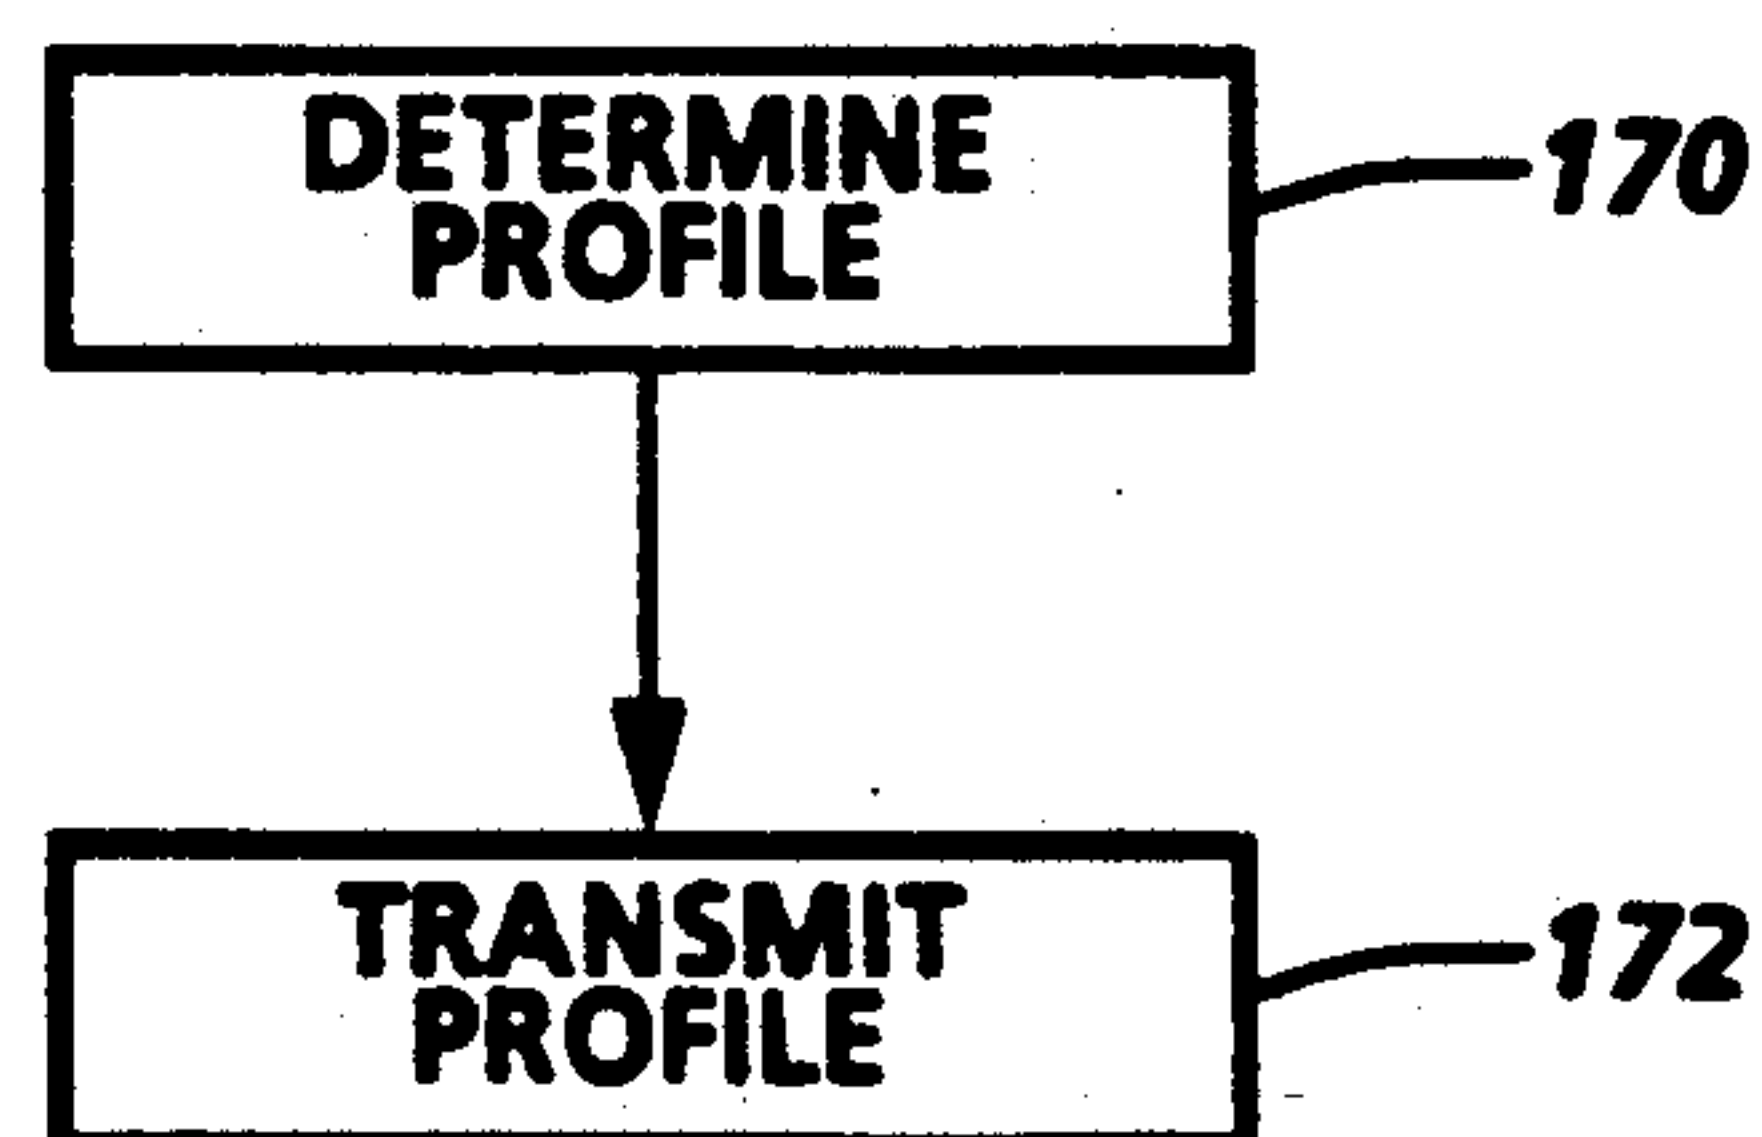 DETERMINE
PROFILE
170
TRANSMIT
PROFILE
172